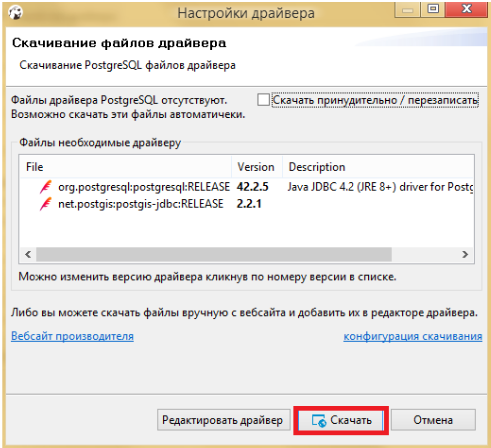 Настройки драйвера
Скачивание файлов драйвера
Скачивание PostgreSQL файлов драйвера
Файлы драйвера PostgreSQL отсутствуют.
Возможно скачать эти файлы автоматичеки.
Скачать принудительно / перезаписать
Файлы необходимые драйверу
File Version Description
org.postgresql:postgresql:RELEASE 42.2.5 Java JDBC 4.2 (JRE 8+) driver for Postg
net.postgis:postgis-jdbc:RELEASE 2.2.1
Можно изменить версию драйвера кликнув по номеру версии в списке.
Либо вы можете скачать файлы вручную с вебсайта и добавить их в редакторе драйвера.
Вебсайт производителя конфигурация скачивания
Редактировать драйвер Скачать Отмена